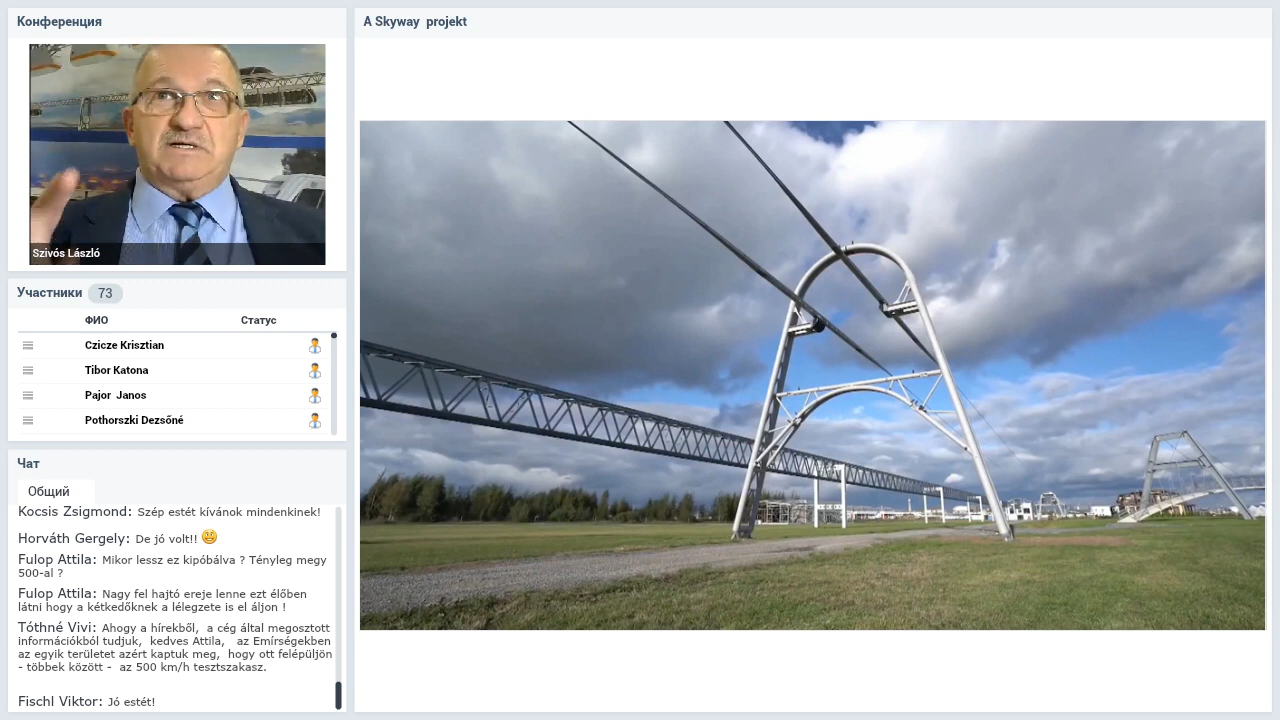 Конференция
Szivós László
Участники 73
ФИО Статус
Czicze Krisztian
Tibor Katona
Pajor Janos
Pothorszki Dezsőné
Чат
Общий
Kocsis Zsigmond: Szép estét kívánok mindenkinek!
Horváth Gergely: De jó volt!!
Fulop Attila: Mikor lessz ez kipóbálva ? Tényleg megy
500-al ?
Fulop Attila: Nagy fel hajtó ereje lenne ezt élőben
látni hogy a kétkedőknek a lélegzete is el áljon !
Tóthné Vivi: Ahogy a hírekből, a cég által megosztott
információkból tudjuk, kedves Attila, az Emírségekben
az egyik területet azért kaptuk meg, hogy ott felépüljön
- többek között - az 500 km/h tesztszakasz.
Fischl Viktor: Jó estét!
A Skyway projekt